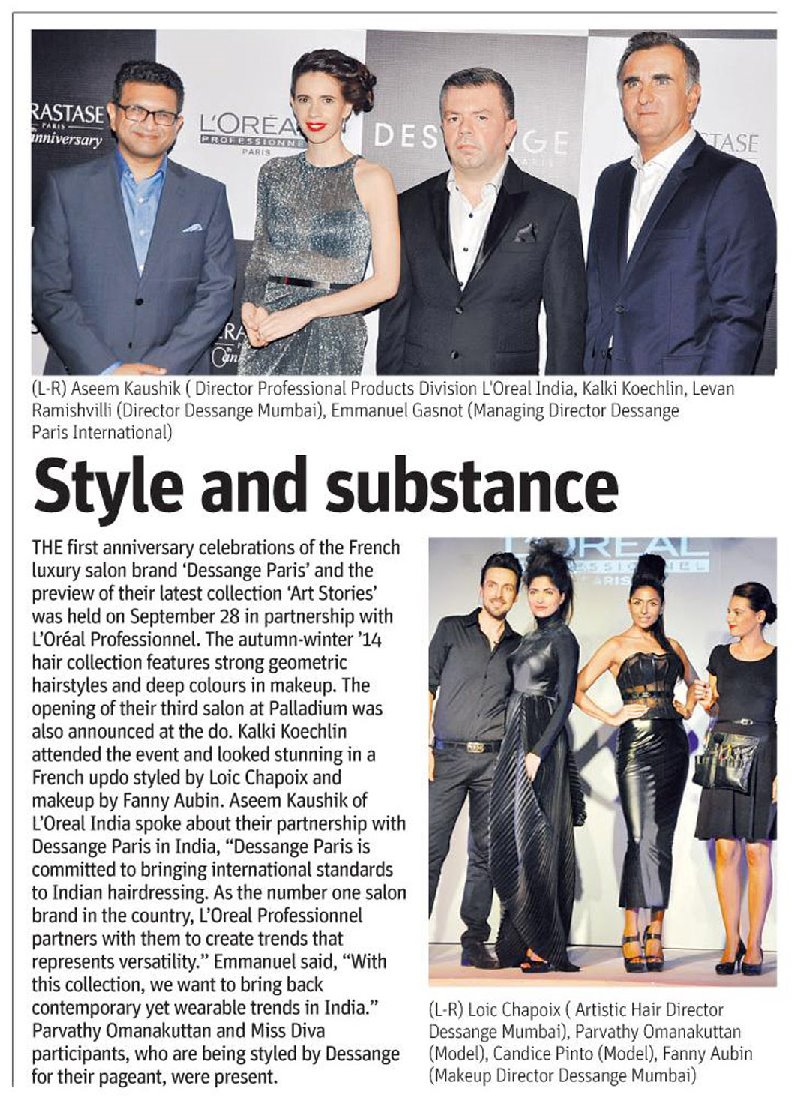 RASTASE
PARIS
anniversary
L'ORÉA
PROFESSIONNE
PARIS
DESSANGE
PARIS
RASTASE
(L-R) Aseem Kaushik ( Director Professional Products Division L'Oreal India, Kalki Koechlin, Levan
Ramishvilli (Director Dessange Mumbai), Emmanuel Gasnot (Managing Director Dessange
Paris International)
Style and substance
THE first anniversary celebrations of the French
luxury salon brand ‘Dessange Paris’ and the
preview of their latest collection ‘Art Stories’
was held on September 28 in partnership with
L’Oréal Professionnel. The autumn-winter ’14
hair collection features strong geometric
hairstyles and deep colours in makeup. The
opening of their third salon at Palladium was
also announced at the do. Kalki Koechlin
attended the event and looked stunning in a
French updo styled by Loic Chapoix and
makeup by Fanny Aubin. Aseem Kaushik of
L’Oreal India spoke about their partnership with
Dessange Paris in India, “Dessange Paris is
committed to bringing international standards
to Indian hairdressing. As the number one salon
brand in the country, L’Oreal Professionnel
partners with them to create trends that
represents versatility.” Emmanuel said, “With
this collection, we want to bring back
contemporary yet wearable trends in India.”
Parvathy Omanakuttan and Miss Diva
participants, who are being styled by Dessange
for their pageant, were present.
L'ORÉAL
PROFESSIONNEL
PARIS
(L-R) Loic Chapoix ( Artistic Hair Director
Dessange Mumbai), Parvathy Omanakuttan
(Model), Candice Pinto (Model), Fanny Aubin
(Makeup Director Dessange Mumbai)